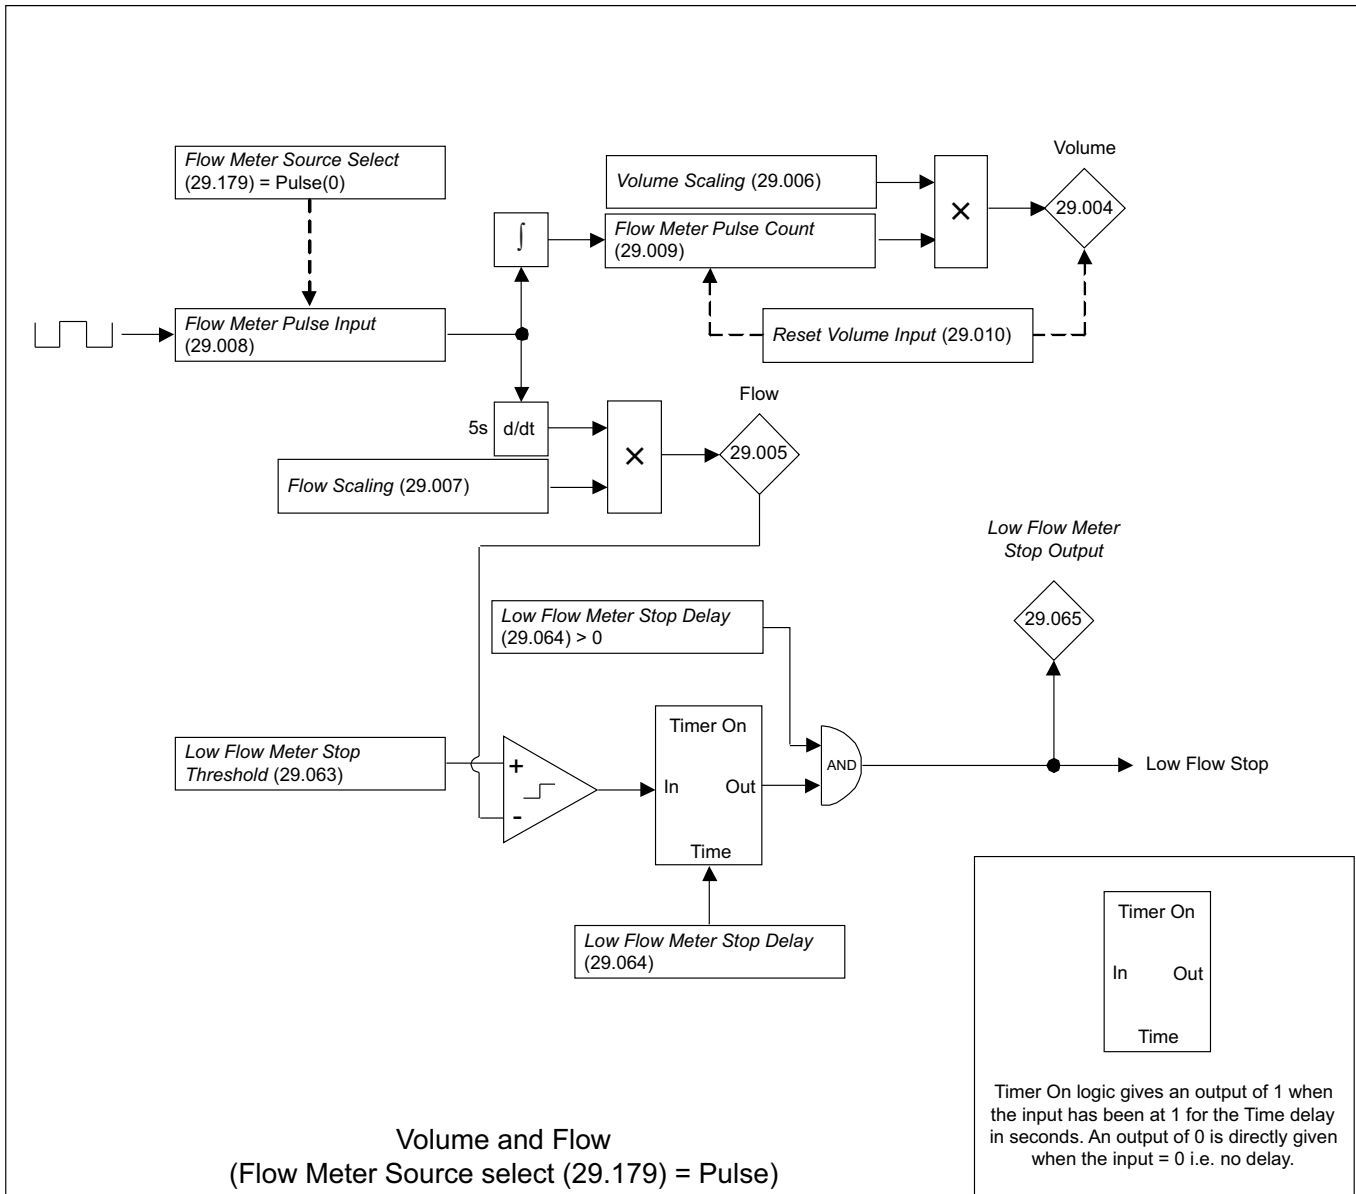 Flow Meter Source Select
(29.179) = Pulse(0)
Volume Scaling (29.006)
Volume
29.004
×
∫
Flow Meter Pulse Count
(29.009)
Flow Meter Pulse Input
(29.008)
Reset Volume Input (29.010)
Flow
5s
d/dt
×
29.005
Flow Scaling (29.007)
Low Flow Meter
Stop Output
29.065
Low Flow Meter Stop Delay
(29.064) > 0
Low Flow Meter Stop
Threshold (29.063)
+
-
Timer On
In
Out
Time
AND
Low Flow Stop
Low Flow Meter Stop Delay
(29.064)
Timer On
In
Out
Time
Timer On logic gives an output of 1 when
the input has been at 1 for the Time delay
in seconds. An output of 0 is directly given
when the input = 0 i.e. no delay.
Volume and Flow
(Flow Meter Source select (29.179) = Pulse)